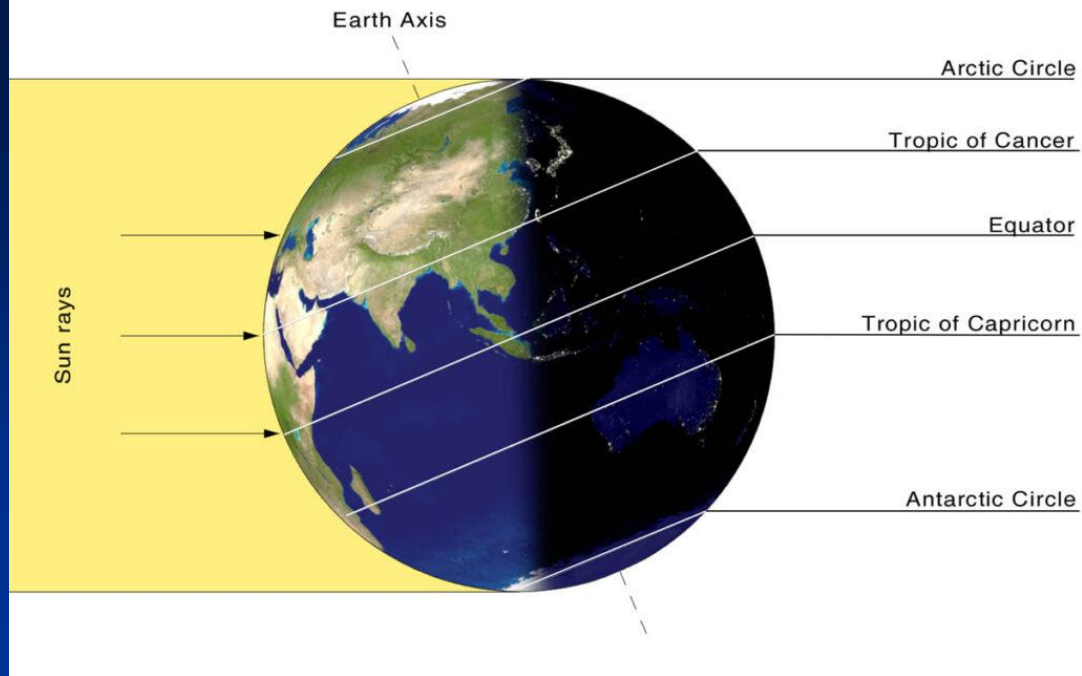 Earth Axis
Arctic Circle
Tropic of Cancer
Equator
Tropic of Capricorn
Antarctic Circle
Sun rays